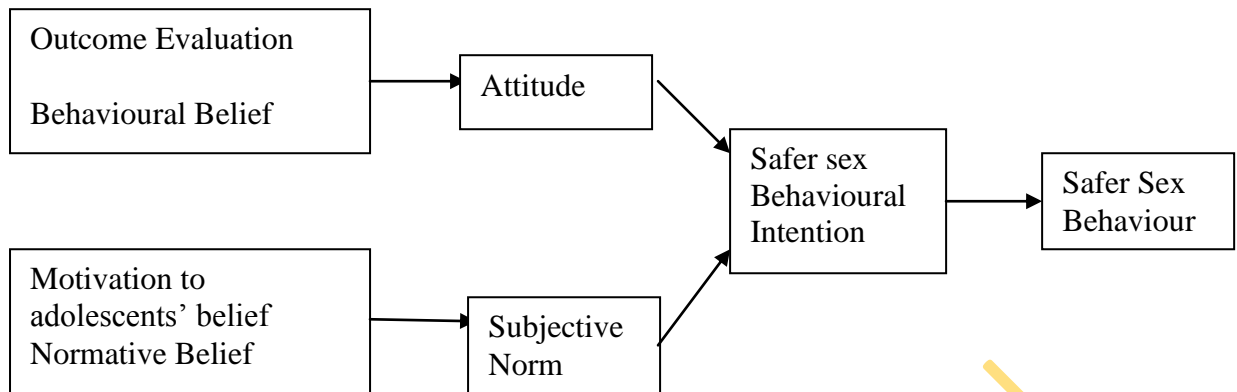 Outcome Evaluation
Behavioural Belief
Attitude
Motivation to
adolescents’ belief
Normative Belief
Subjective
Norm
Safer sex
Behavioural
Intention
Safer Sex
Behaviour